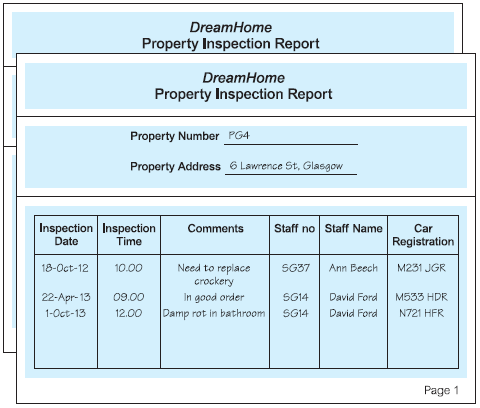 DreamHome
Property Inspection Report
DreamHome
Property Inspection Report
Property Number PG4
Property Address 6 Lawrence St, Glasgow
Inspection Date Inspection Time Comments Staff no Staff Name Car Registration
18-Oct-12 10.00 Need to replace crockery SG37 Ann Beech M231 JGR
22-Apr-13 09.00 In good order SG14 David Ford M533 HDR
1-Oct-13 12.00 Damp rot in bathroom SG14 David Ford N721 HFR
Page 1